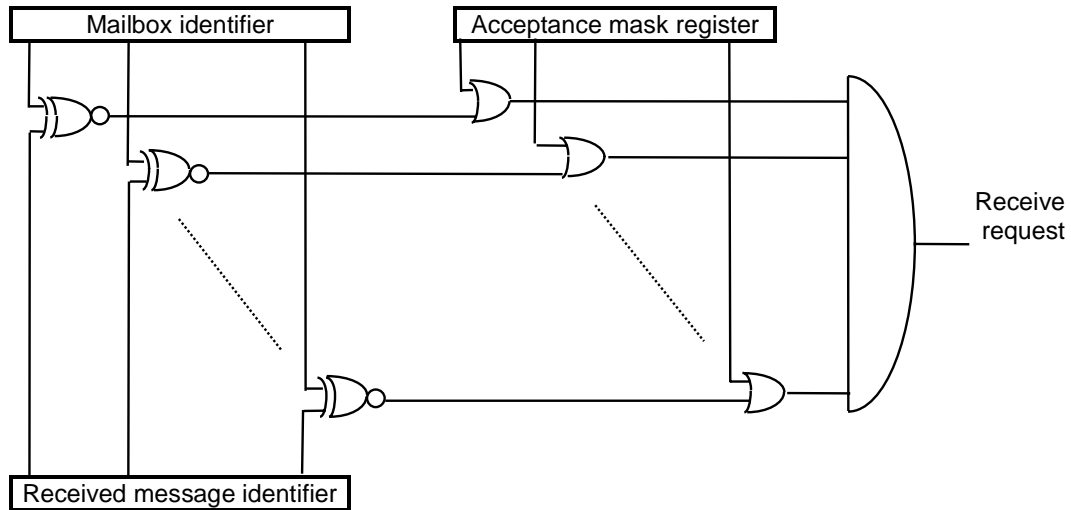 Mailbox identifier
Acceptance mask register
Receive
request
Received message identifier